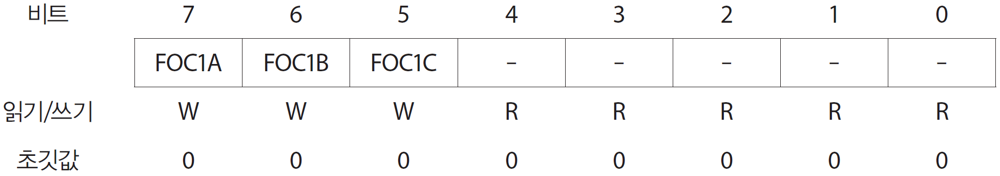 비트 7 6 5 4 3 2 1 0
FOC1A FOC1B FOC1C – – – – –
읽기/쓰기 W W W R R R R R
초깃값 0 0 0 0 0 0 0 0